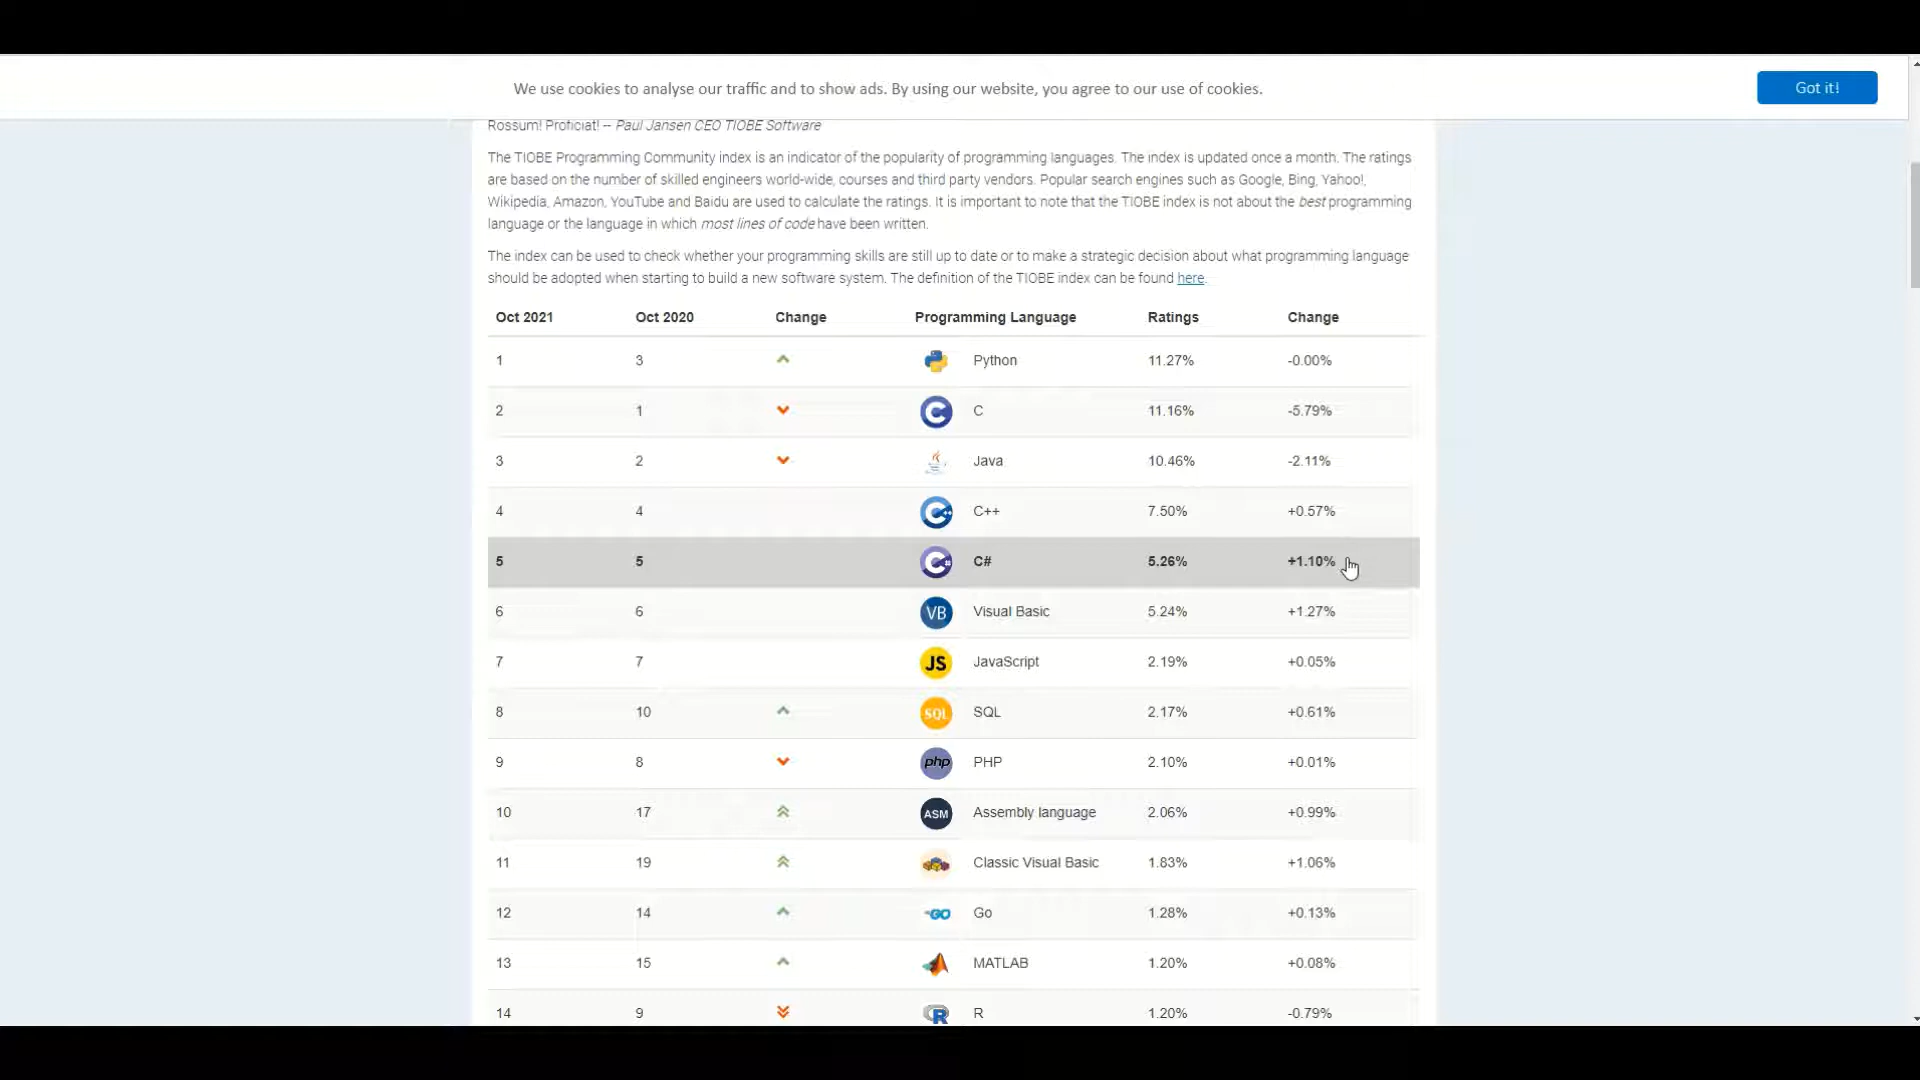 We use cookies to analyse our traffic and to show ads. By using our website, you agree to our use of cookies.
Got it!
Rossum! Proficiat! -- Paul Jansen CEO TIOBE Software
The TIOBE Programming Community index is an indicator of the popularity of programming languages. The index is updated once a month. The ratings
are based on the number of skilled engineers world-wide, courses and third party vendors. Popular search engines such as Google, Bing, Yahoo!,
Wikipedia, Amazon, YouTube and Baidu are used to calculate the ratings. It is important to note that the TIOBE index is not about the best programming
language or the language in which most lines of code have been written.
The index can be used to check whether your programming skills are still up to date or to make a strategic decision about what programming language
should be adopted when starting to build a new software system. The definition of the TIOBE index can be found here.
Oct 2021 Oct 2020 Change Programming Language Ratings Change
1 3 Python 11.27% -0.00%
2 1 C C 11.16% -5.79%
3 2 Java 10.46% -2.11%
4 4 C++ C++ 7.50% +0.57%
5 5 C# C# 5.26% +1.10%
6 6 VB Visual Basic 5.24% +1.27%
7 7 JS JavaScript 2.19% +0.05%
8 10 SQL SQL 2.17% +0.61%
9 8 php PHP 2.10% +0.01%
10 17 ASM Assembly language 2.06% +0.99%
11 19 Classic Visual Basic 1.83% +1.06%
12 14 GO Go 1.28% +0.13%
13 15 MATLAB 1.20% +0.08%
14 9 R R 1.20% -0.79%